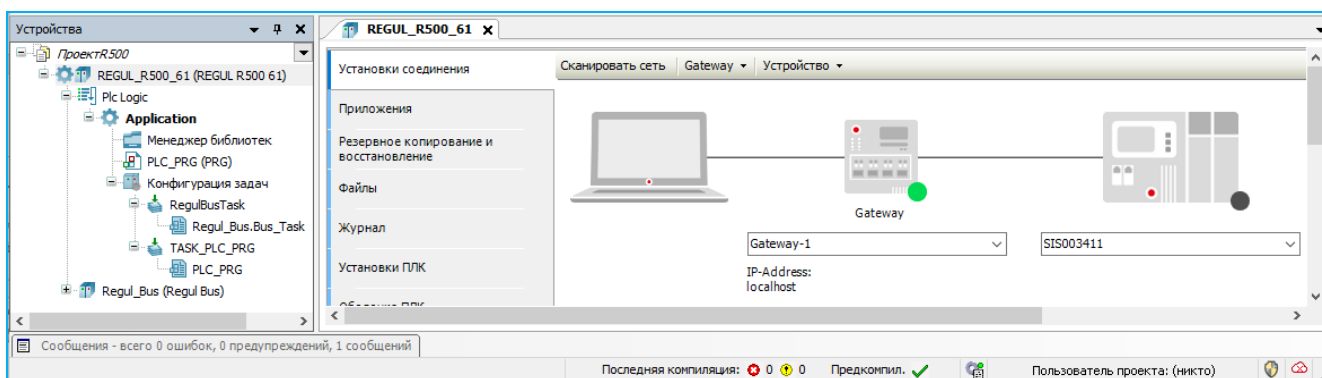 Устройства
REGUL_R500_61
ПроектR500
REGUL_R500_61 (REGUL R500 61)
Plc Logic
Application
Менеджер библиотек
PLC_PRG (PRG)
Конфигурация задач
RegulBusTask
Regul_Bus.Bus_Task
TASK_PLC_PRG
PLC_PRG
Regul_Bus (Regul Bus)
Установки соединения
Приложения
Резервное копирование и
восстановление
Файлы
Журнал
Установки ПЛК
Сканировать сеть Gateway Устройство
Gateway
Gateway-1
SIS003411
IP-Address:
localhost
Сообщения - всего 0 ошибок, 0 предупреждений, 1 сообщений
Последняя компиляция: 0 0 Предкомпил. Пользователь проекта: (никто)